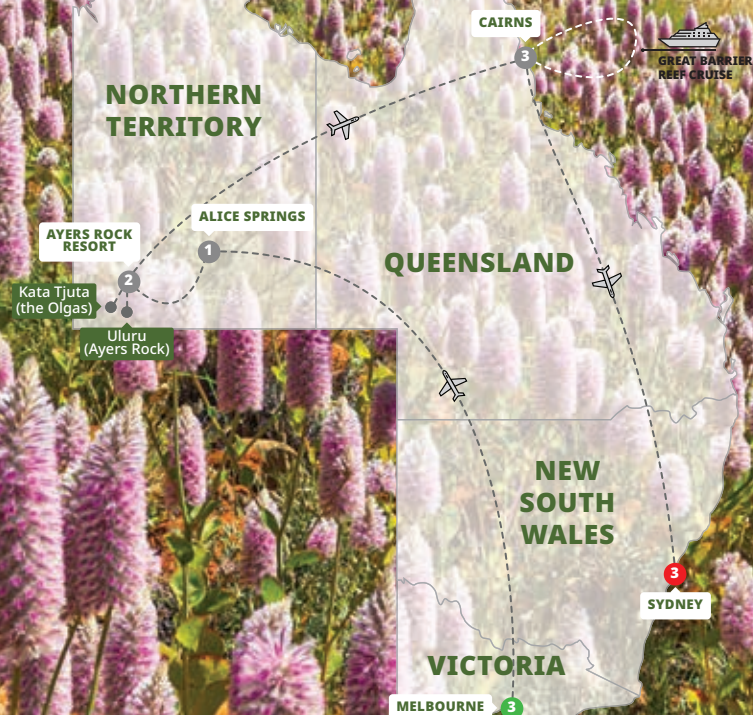 CAIRNS
3
GREAT BARRIER
REEF CRUISE
NORTHERN
TERRITORY
ALICE SPRINGS
1
AYERS ROCK
RESORT
2
QUEENSLAND
Kata Tjuta
(the Olgas)
Uluru
(Ayers Rock)
NEW
SOUTH
WALES
3
SYDNEY
VICTORIA
MELBOURNE
3